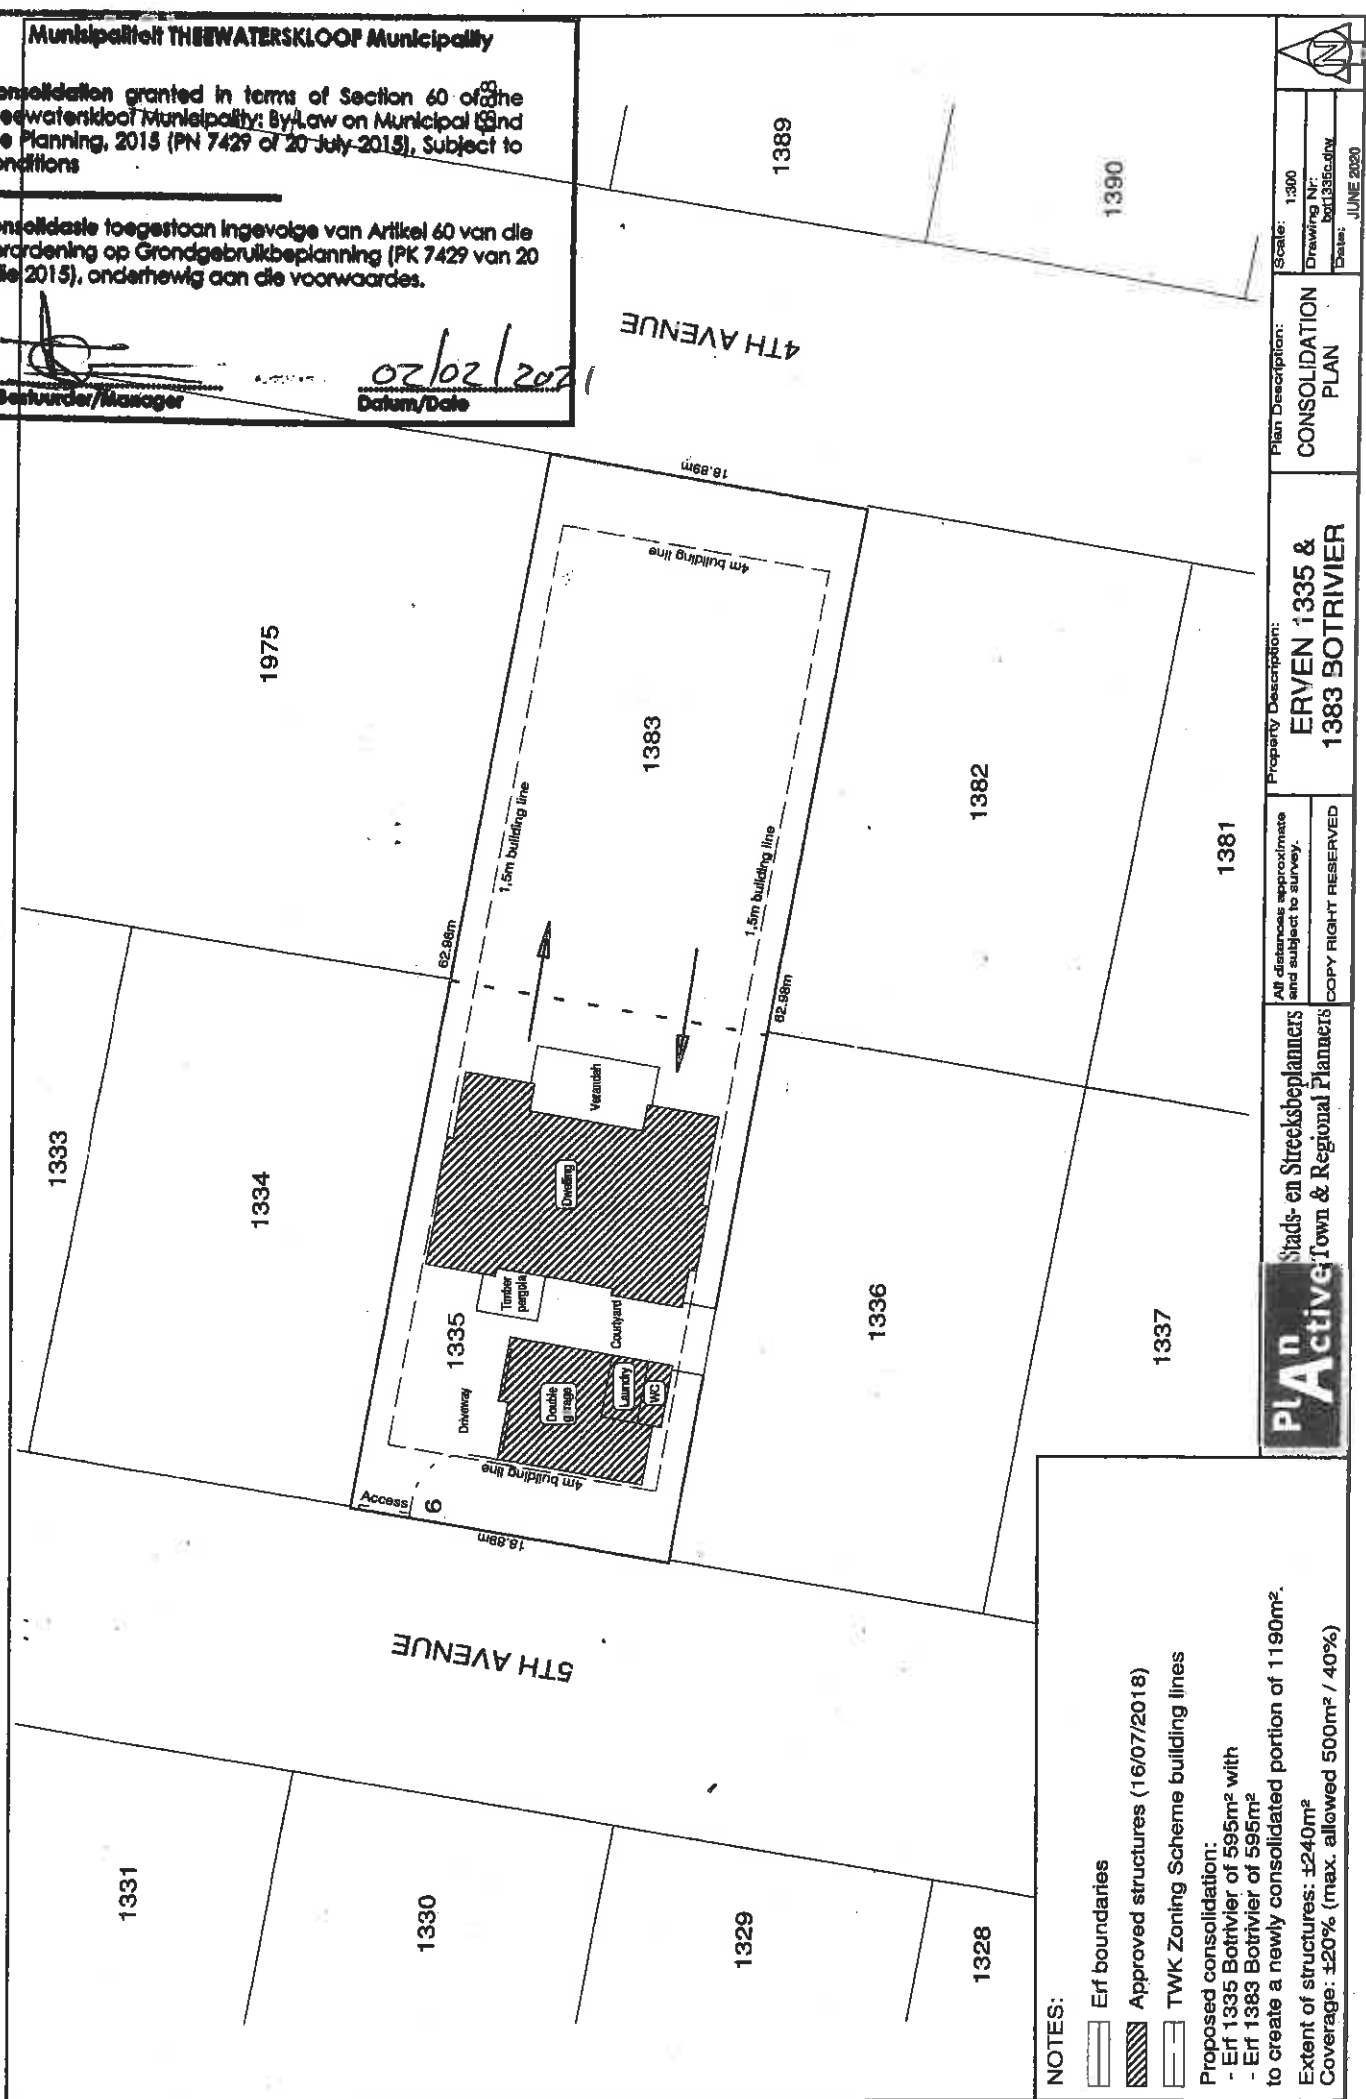 Munisipaliteit THEEWATERSKLOOF Municipality
onsolidation granted in terms of Section 60 of the
eewaterskloof Municipality: By-Law on Municipal Land
e Planning, 2015 (PN 7429 of 20 July 2015), Subject to
onditions
onsolidasie toegestaan ingevolge van Artikel 60 van die
erordening op Grondgebruikbeplanning (PK 7429 van 20
lie 2015), onderhewig aan die voorwaardes.
02/02/2021
Bestuurder/Manager
Datum/Date
1388
1389
1390
4TH AVENUE
1975
18.89m
4m building line
1383
1,5m building line
1,5m building line
62.98m
62.98m
1382
1381
1333
1334
Verandah
Dwelling
Timber
pergola
Courtyard
1335
Driveway
Double
garage
Laundry
WC
4m building line
Access
6
18.89m
1336
1337
5TH AVENUE
1331
1330
1329
1328
NOTES:
Erf boundaries
Approved structures (16/07/2018)
TWK Zoning Scheme building lines
Proposed consolidation:
- Erf 1335 Botrivier of 595m² with
- Erf 1383 Botrivier of 595m²
to create a newly consolidated portion of 1190m².
Extent of structures: ±240m²
Coverage: ±20% (max. allowed 500m² / 40%)
PLAn
Active
Stads- en Streeksbeplanners
Town & Regional Planners
All distances approximate
and subject to survey.
COPY RIGHT RESERVED
Property Description:
ERVEN 1335 &
1383 BOTRIVIER
Plan Description:
CONSOLIDATION
PLAN
Scale:
1:300
Drawing Nr:
bot1335c.drw
Date:
JUNE 2020
N